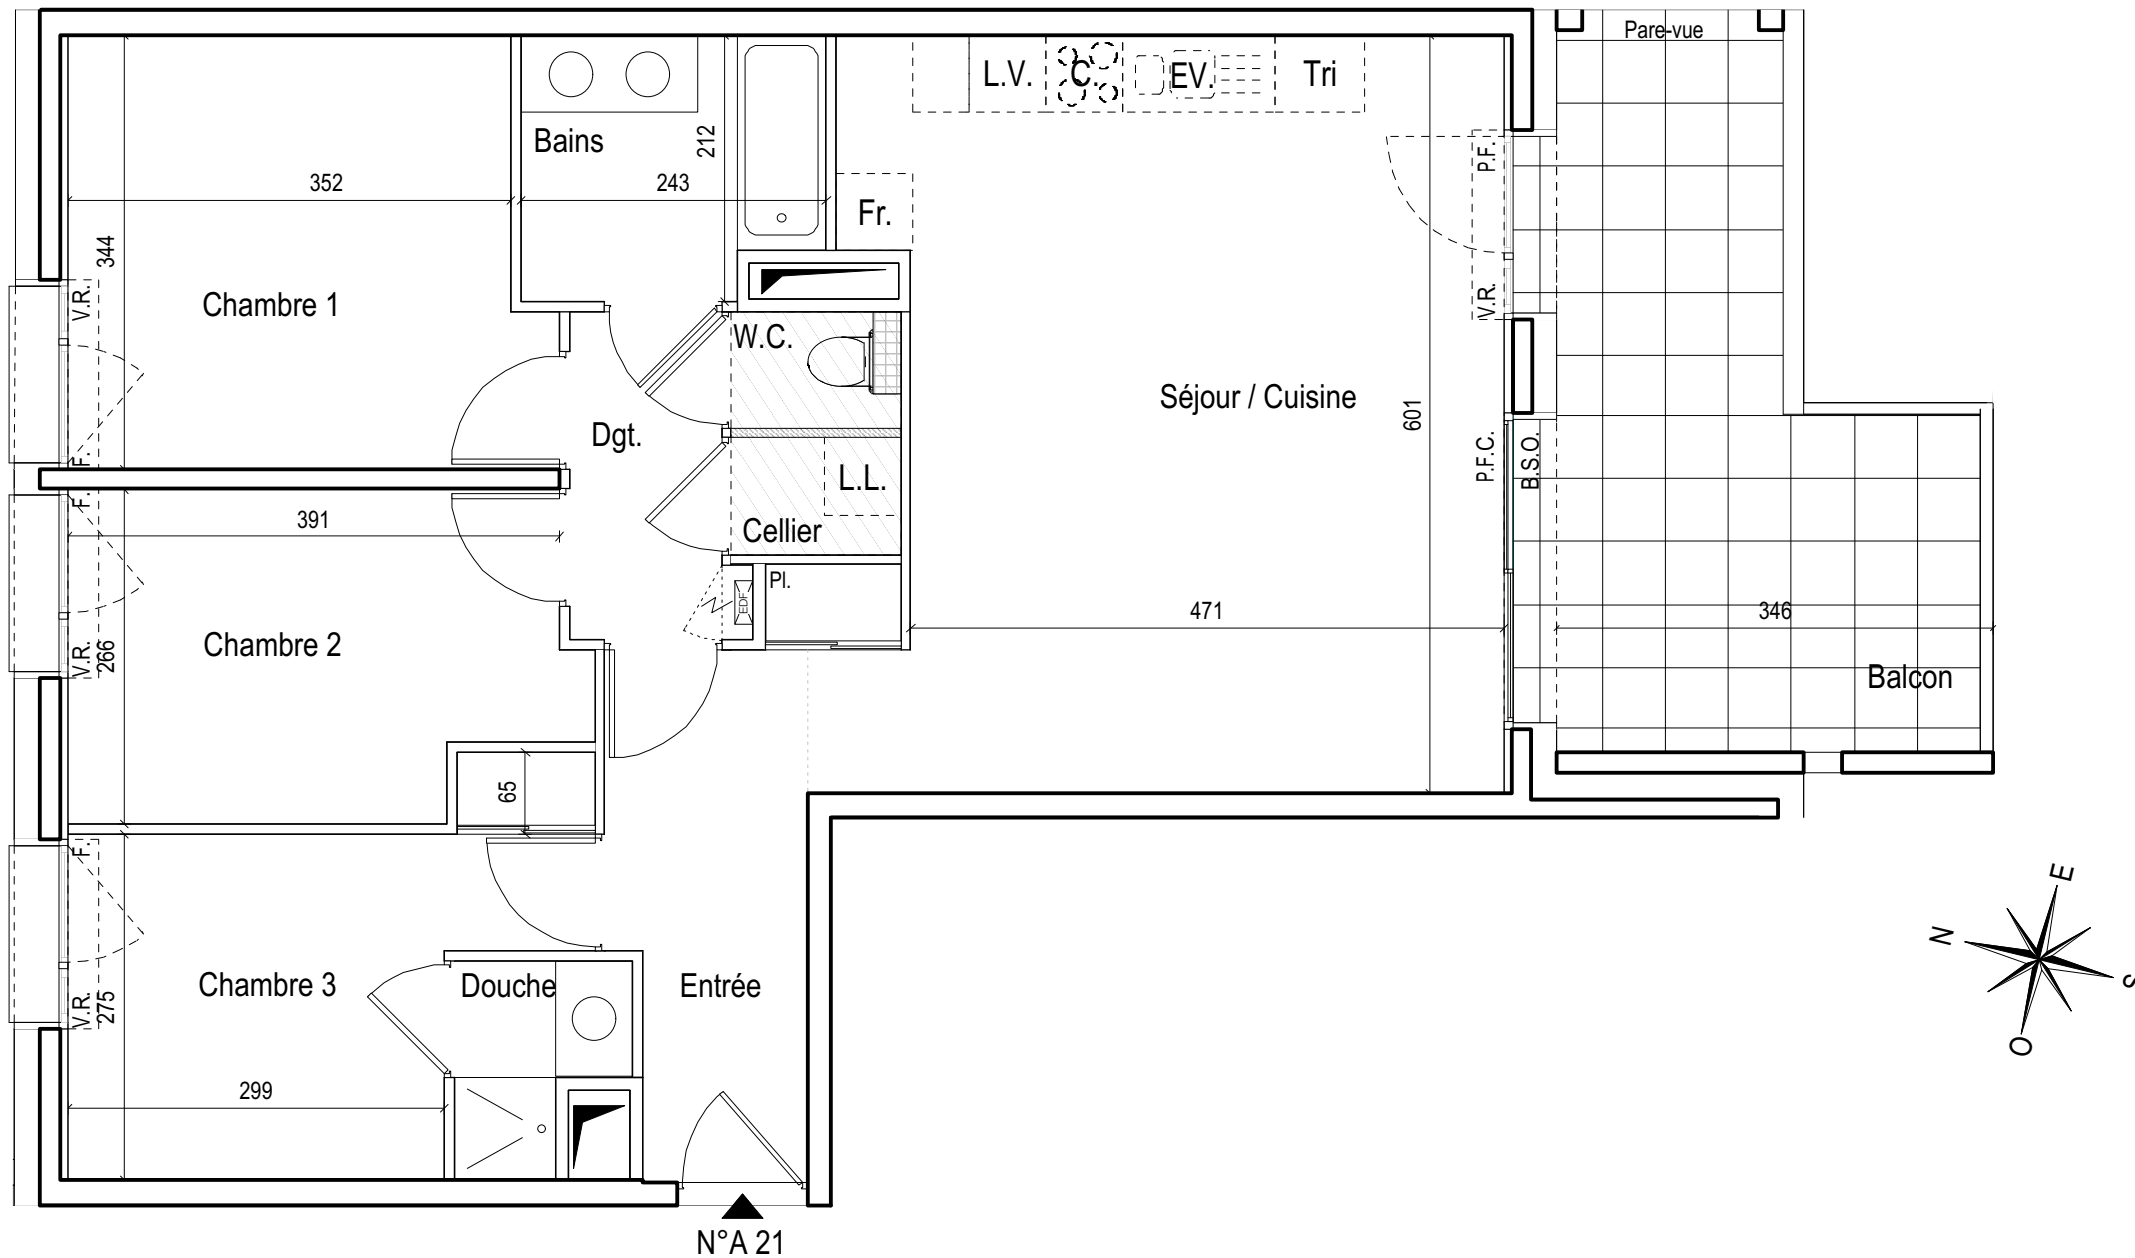 Pare-vue
L.V.
C.
EV.
Tri
Bains
212
P.F.
352
243
Fr.
344
V.R.
Chambre 1
V.R.
W.C.
Séjour / Cuisine
601
Dgt.
F.
P.F.C.
B.S.O.
L.L.
F.
391
Cellier
Pl.
EDF
471
346
Chambre 2
V.R.
266
Balcon
65
F.
E
N
S
O
Chambre 3
Douche
Entrée
V.R.
275
299
N°A 21